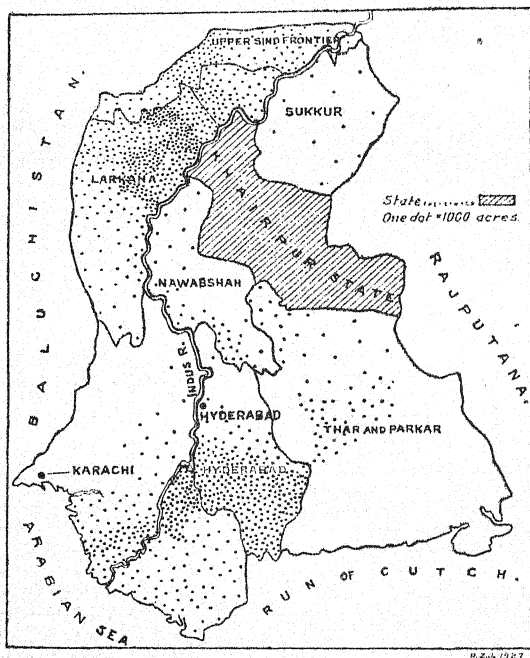 UPPER SIND FRONTIER
SUKKUR
LARKANA
State
One dot = 1000 acres.
KHAIRPUR STATE
BALUCHISTAN.
RAJPUTANA.
NAWABSHAH
INDUS R.
HYDERABAD
THAR AND PARKAR
KARACHI
HYDERABAD
ARABIAN SEA
RUN OF CUTCH.
1927